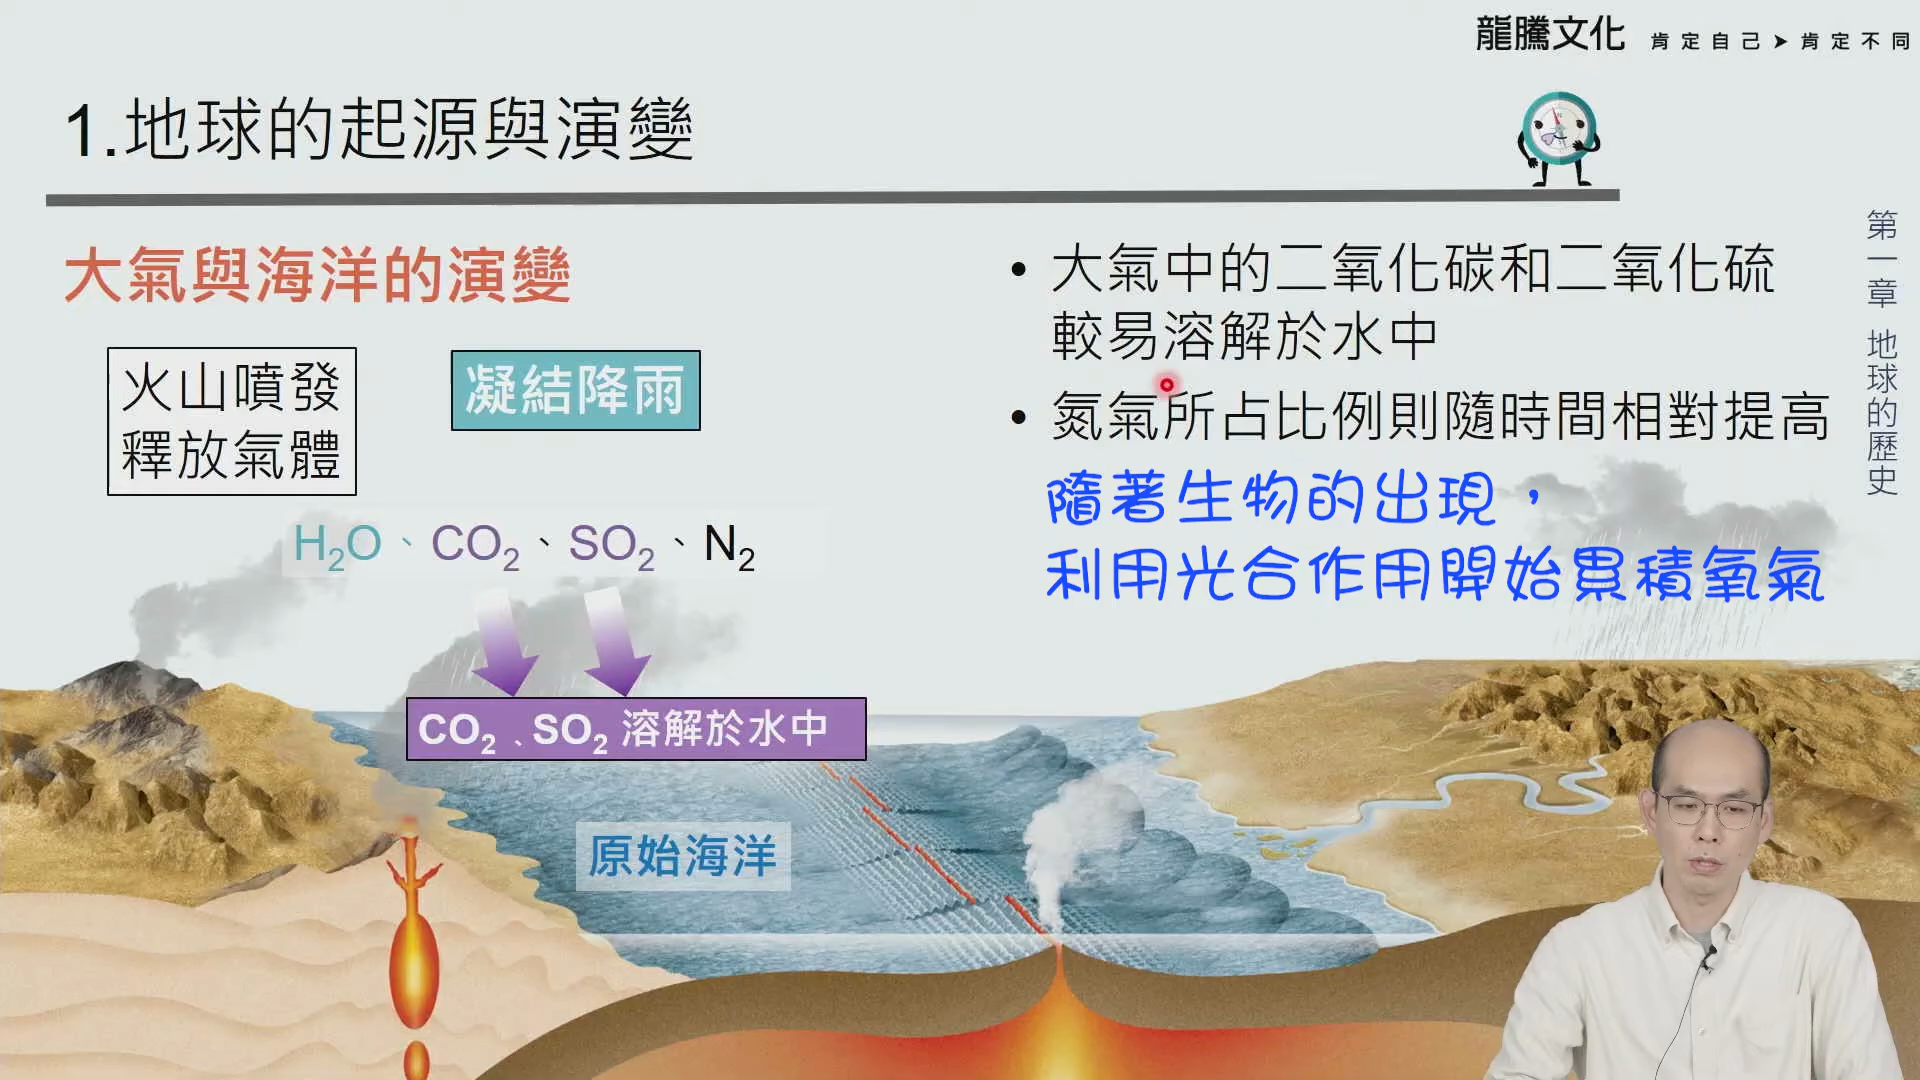 龍騰文化 肯定自己➤肯定不同
1.地球的起源與演變
大氣與海洋的演變
火山噴發
釋放氣體
凝結降雨
H₂O、CO₂、SO₂、N₂
CO₂、SO₂ 溶解於水中
原始海洋
• 大氣中的二氧化碳和二氧化硫
較易溶解於水中
• 氮氣所占比例則隨時間相對提高
隨著生物的出現，
利用光合作用開始累積氧氣
第一章 地球的歷史